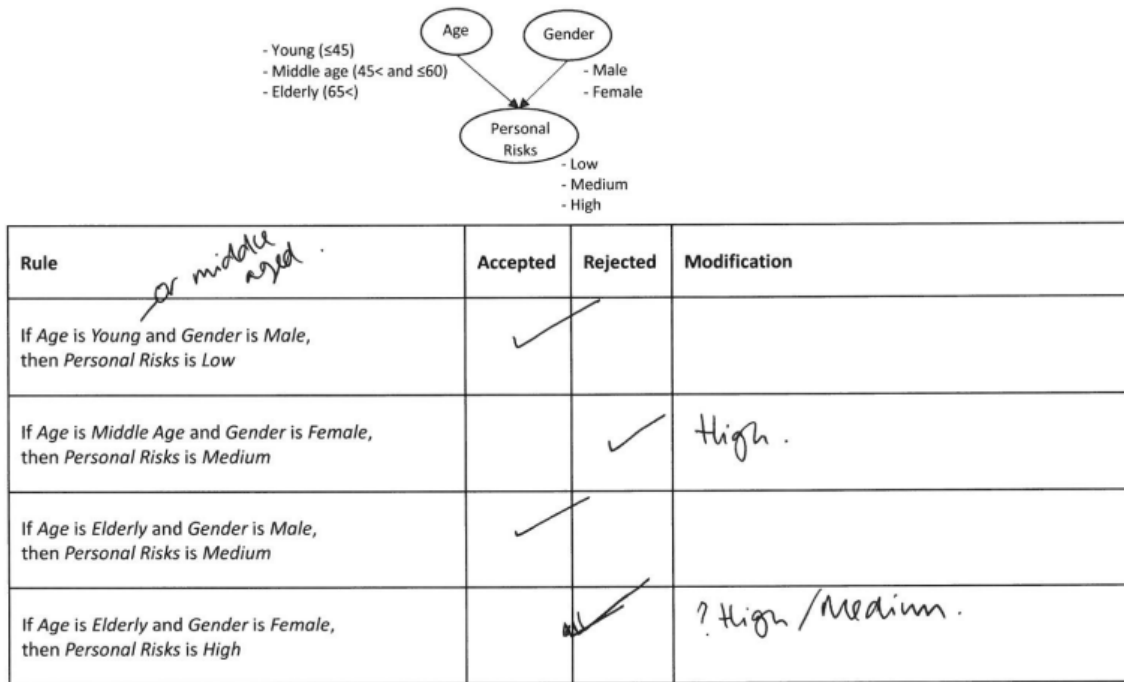 Age
Gender
- Young (≤45)
- Middle age (45< and ≤60)
- Elderly (65<)
- Male
- Female
Personal
Risks
- Low
- Medium
- High
Rule
Accepted
Rejected
Modification
or middle
aged.
If Age is Young and Gender is Male,
then Personal Risks is Low
If Age is Middle Age and Gender is Female,
then Personal Risks is Medium
High.
If Age is Elderly and Gender is Male,
then Personal Risks is Medium
If Age is Elderly and Gender is Female,
then Personal Risks is High
? High / Medium.